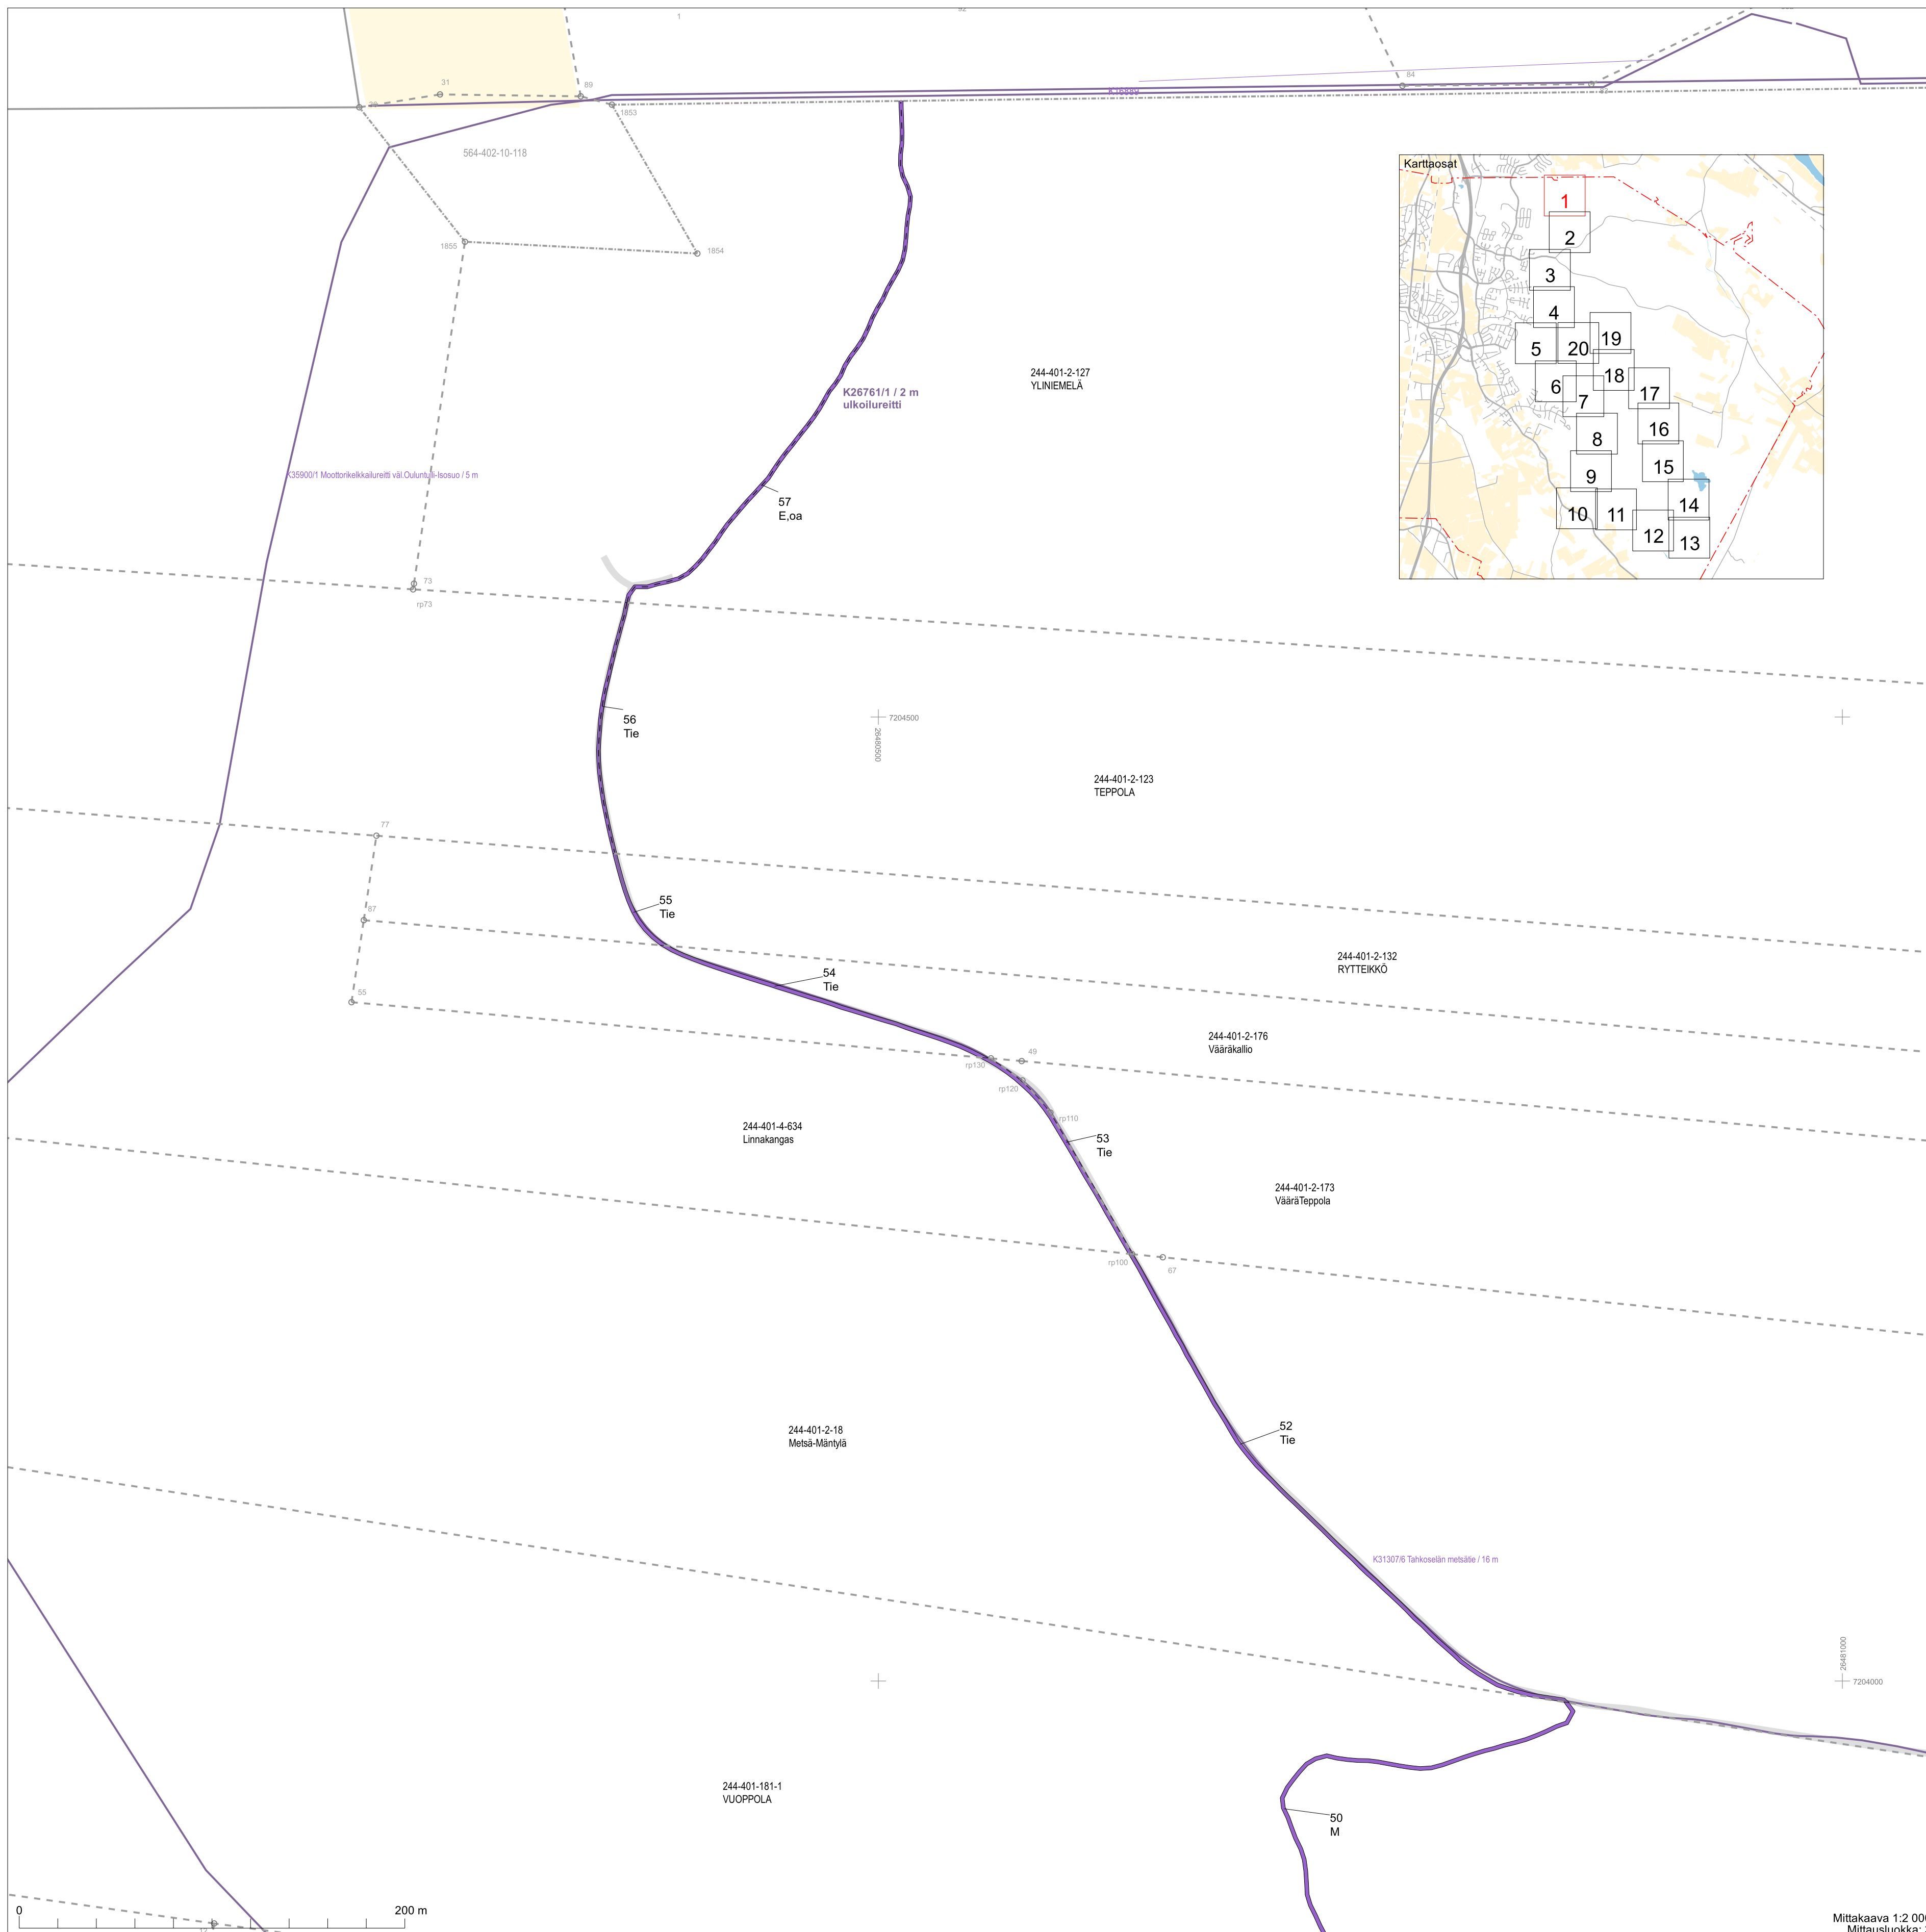 1
31
89
84
K16889
1853
564-402-10-118
1855
1854
Karttaosat
1
2
3
4
5
20
19
6
18
7
17
8
16
9
15
10
11
14
12
13
244-401-2-127
YLINIEMELÄ
K26761/1 / 2 m
ulkoilureitti
K35900/1 Moottorikelkkailureitti väl.Ouluntulli-Isosuo / 5 m
57
E,oa
73
rp73
56
Tie
7204500
26480500
244-401-2-123
TEPPOLA
77
87
55
Tie
244-401-2-132
RYTTEIKKÖ
54
Tie
55
244-401-2-176
Vääräkallio
49
rp130
rp120
rp110
244-401-4-634
Linnakangas
53
Tie
244-401-2-173
VääräTeppola
rp100
67
244-401-2-18
Metsä-Mäntylä
52
Tie
K31307/6 Tahkoselän metsätie / 16 m
26481000
7204000
244-401-181-1
VUOPPOLA
50
M
0
200 m
Mittakaava 1:2 00
Mittausluokka: